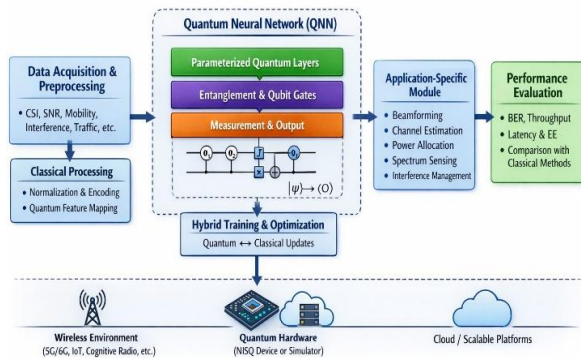 Quantum Neural Network (QNN)
Parameterized Quantum Layers
Entanglement & Qubit Gates
Measurement & Output
|ψ⟩→ ⟨O⟩
Data Acquisition &
Preprocessing
• CSI, SNR, Mobility,
Interference, Traffic, etc.
Classical Processing
• Normalization & Encoding
• Quantum Feature Mapping
Hybrid Training & Optimization
Quantum ↔ Classical Updates
Application-Specific
Module
• Beamforming
• Channel Estimation
• Power Allocation
• Spectrum Sensing
• Interference Management
Performance
Evaluation
• BER, Throughput
• Latency & EE
• Comparison with
Classical Methods
Wireless Environment
(5G/6G, IoT, Cognitive Radio, etc.)
Quantum Hardware
(NISQ Device or Simulator)
Cloud / Scalable Platforms